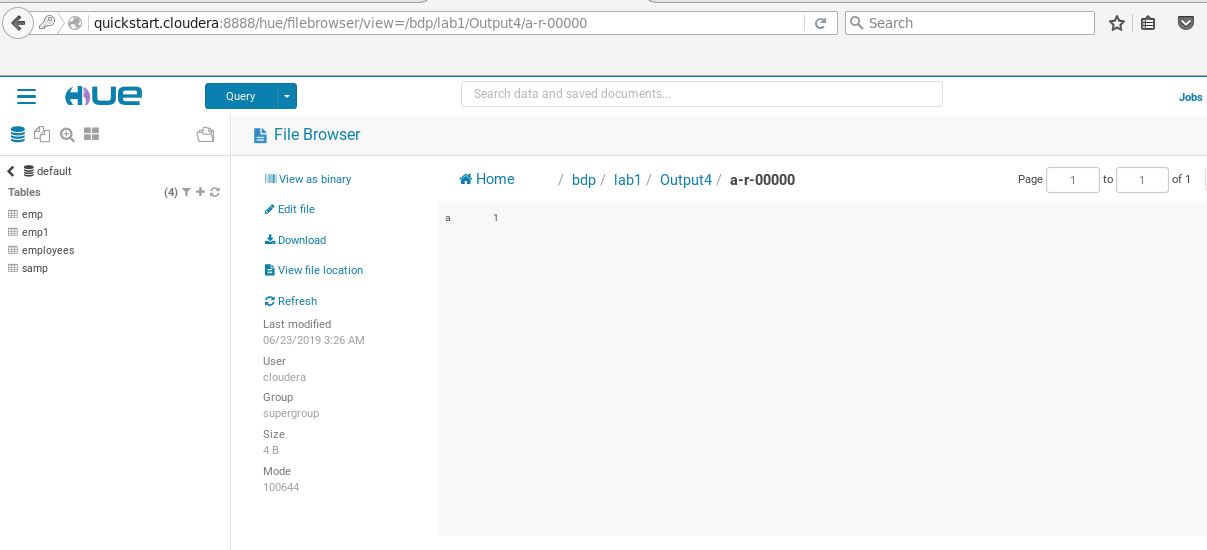 quickstart.cloudera:8888/hue/filebrowser/view=/bdp/lab1/Output4/a-r-00000
Search
HUE
Query
Search data and saved documents...
Jobs
File Browser
default
Tables
(4)
emp
emp1
employees
samp
View as binary
Edit file
Download
View file location
Refresh
Last modified
06/23/2019 3:26 AM
User
cloudera
Group
supergroup
Size
4 B
Mode
100644
Home / bdp / lab1 / Output4 / a-r-00000
Page 1 to 1 of 1
a 1